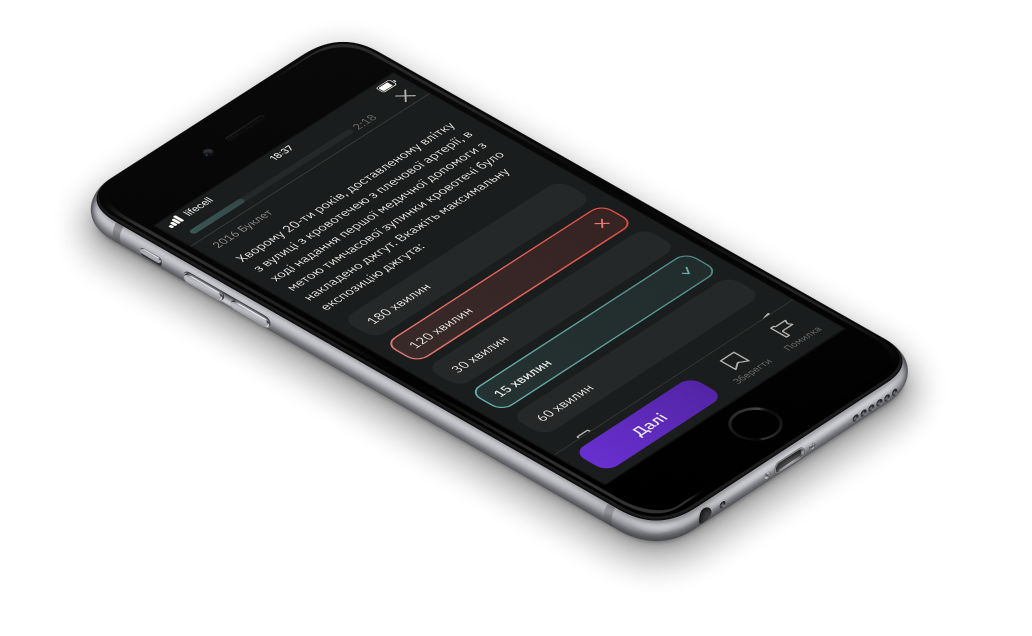 lifecell
18:37
2:18
2016 Буклет
Хворому 20-ти років, доставленому влітку
з вулиці з кровотечею з плечової артерії, в
ході надання першої медичної допомоги з
метою тимчасової зупинки кровотечі було
накладено джгут. Вкажіть максимальну
експозицію джгута:
180 хвилин
120 хвилин
30 хвилин
15 хвилин
60 хвилин
Далі
Зберегти
Помилка